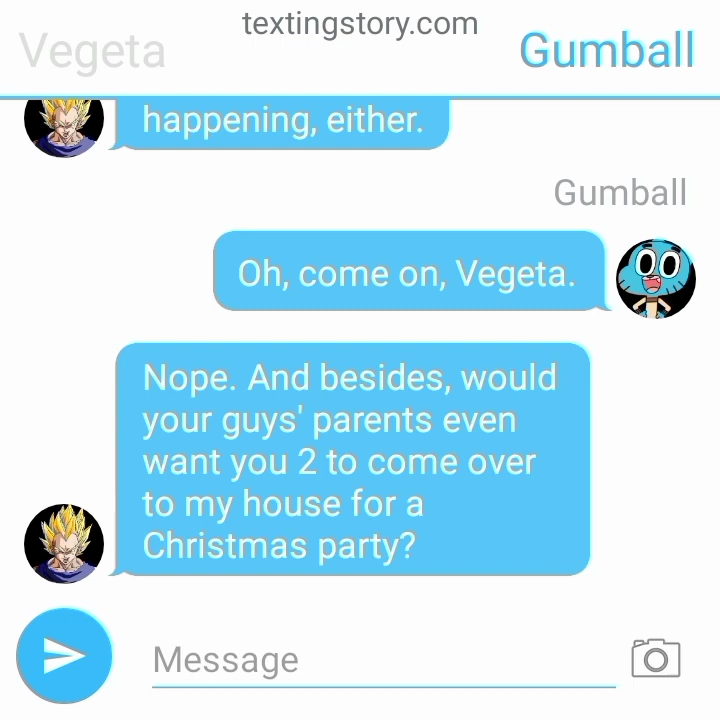 textingstory.com
Vegeta
Gumball
happening, either.
Gumball
Oh, come on, Vegeta.
Nope. And besides, would
your guys' parents even
want you 2 to come over
to my house for a
Christmas party?
Message